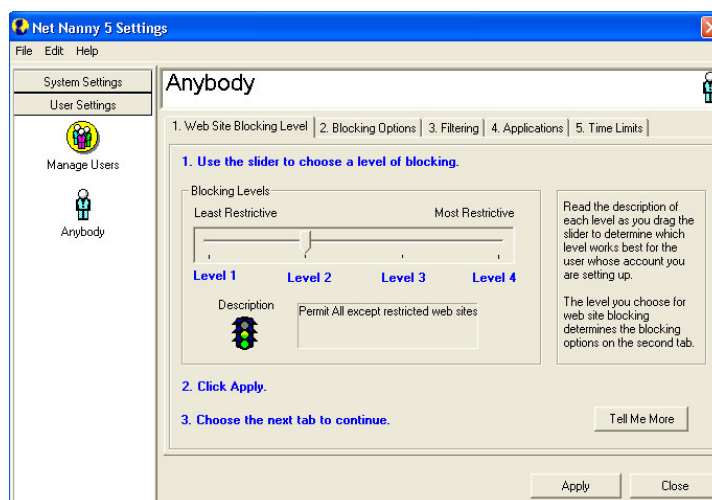 Net Nanny 5 Settings
File Edit Help
System Settings
User Settings
Manage Users
Anybody
Anybody
1. Web Site Blocking Level 2. Blocking Options 3. Filtering 4. Applications 5. Time Limits
1. Use the slider to choose a level of blocking.
Blocking Levels
Least Restrictive Most Restrictive
Level 1 Level 2 Level 3 Level 4
Description
Permit All except restricted web sites
Read the description of
each level as you drag the
slider to determine which
level works best for the
user whose account you
are setting up.
The level you choose for
web site blocking
determines the blocking
options on the second tab.
2. Click Apply.
3. Choose the next tab to continue.
Tell Me More
Apply Close